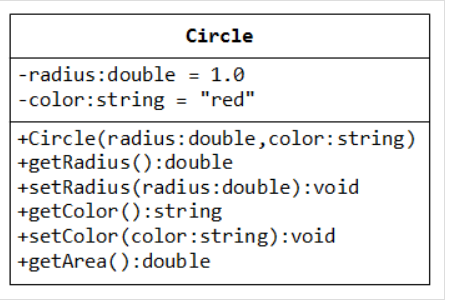 Circle
-radius:double = 1.0
-color:string = "red"
+Circle(radius:double,color:string)
+getRadius():double
+setRadius(radius:double):void
+getColor():string
+setColor(color:string):void
+getArea():double